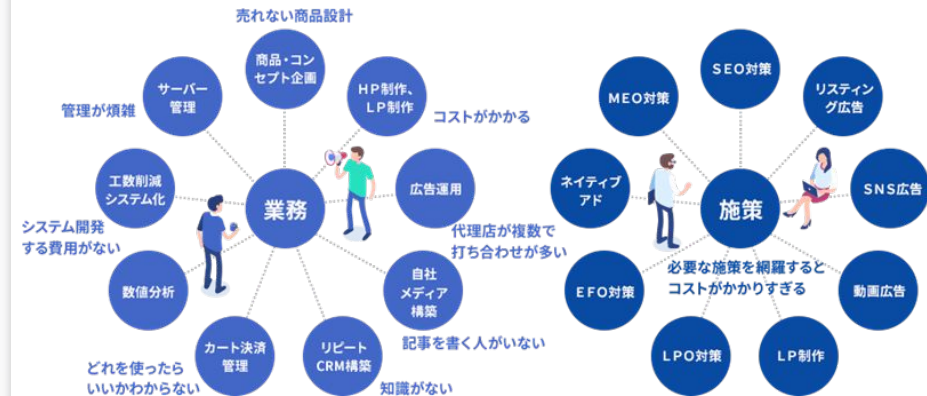 売れない商品設計
商品・コン
セプト企画
サーバー
管理
管理が煩雑
HP制作、
LP制作
コストがかかる
工数削減
システム化
システム開発
する費用がない
業務
広告運用
代理店が複数で
打ち合わせが多い
数値分析
自社
メディア
構築
記事を書く人がいない
カート決済
管理
どれを使ったら
いいかわからない
リピート
CRM構築
知識がない
SEO対策
MEO対策
リスティン
グ広告
ネイティブ
アド
施策
SNS広告
必要な施策を網羅すると
コストがかかりすぎる
EFO対策
動画広告
LPO対策
LP制作